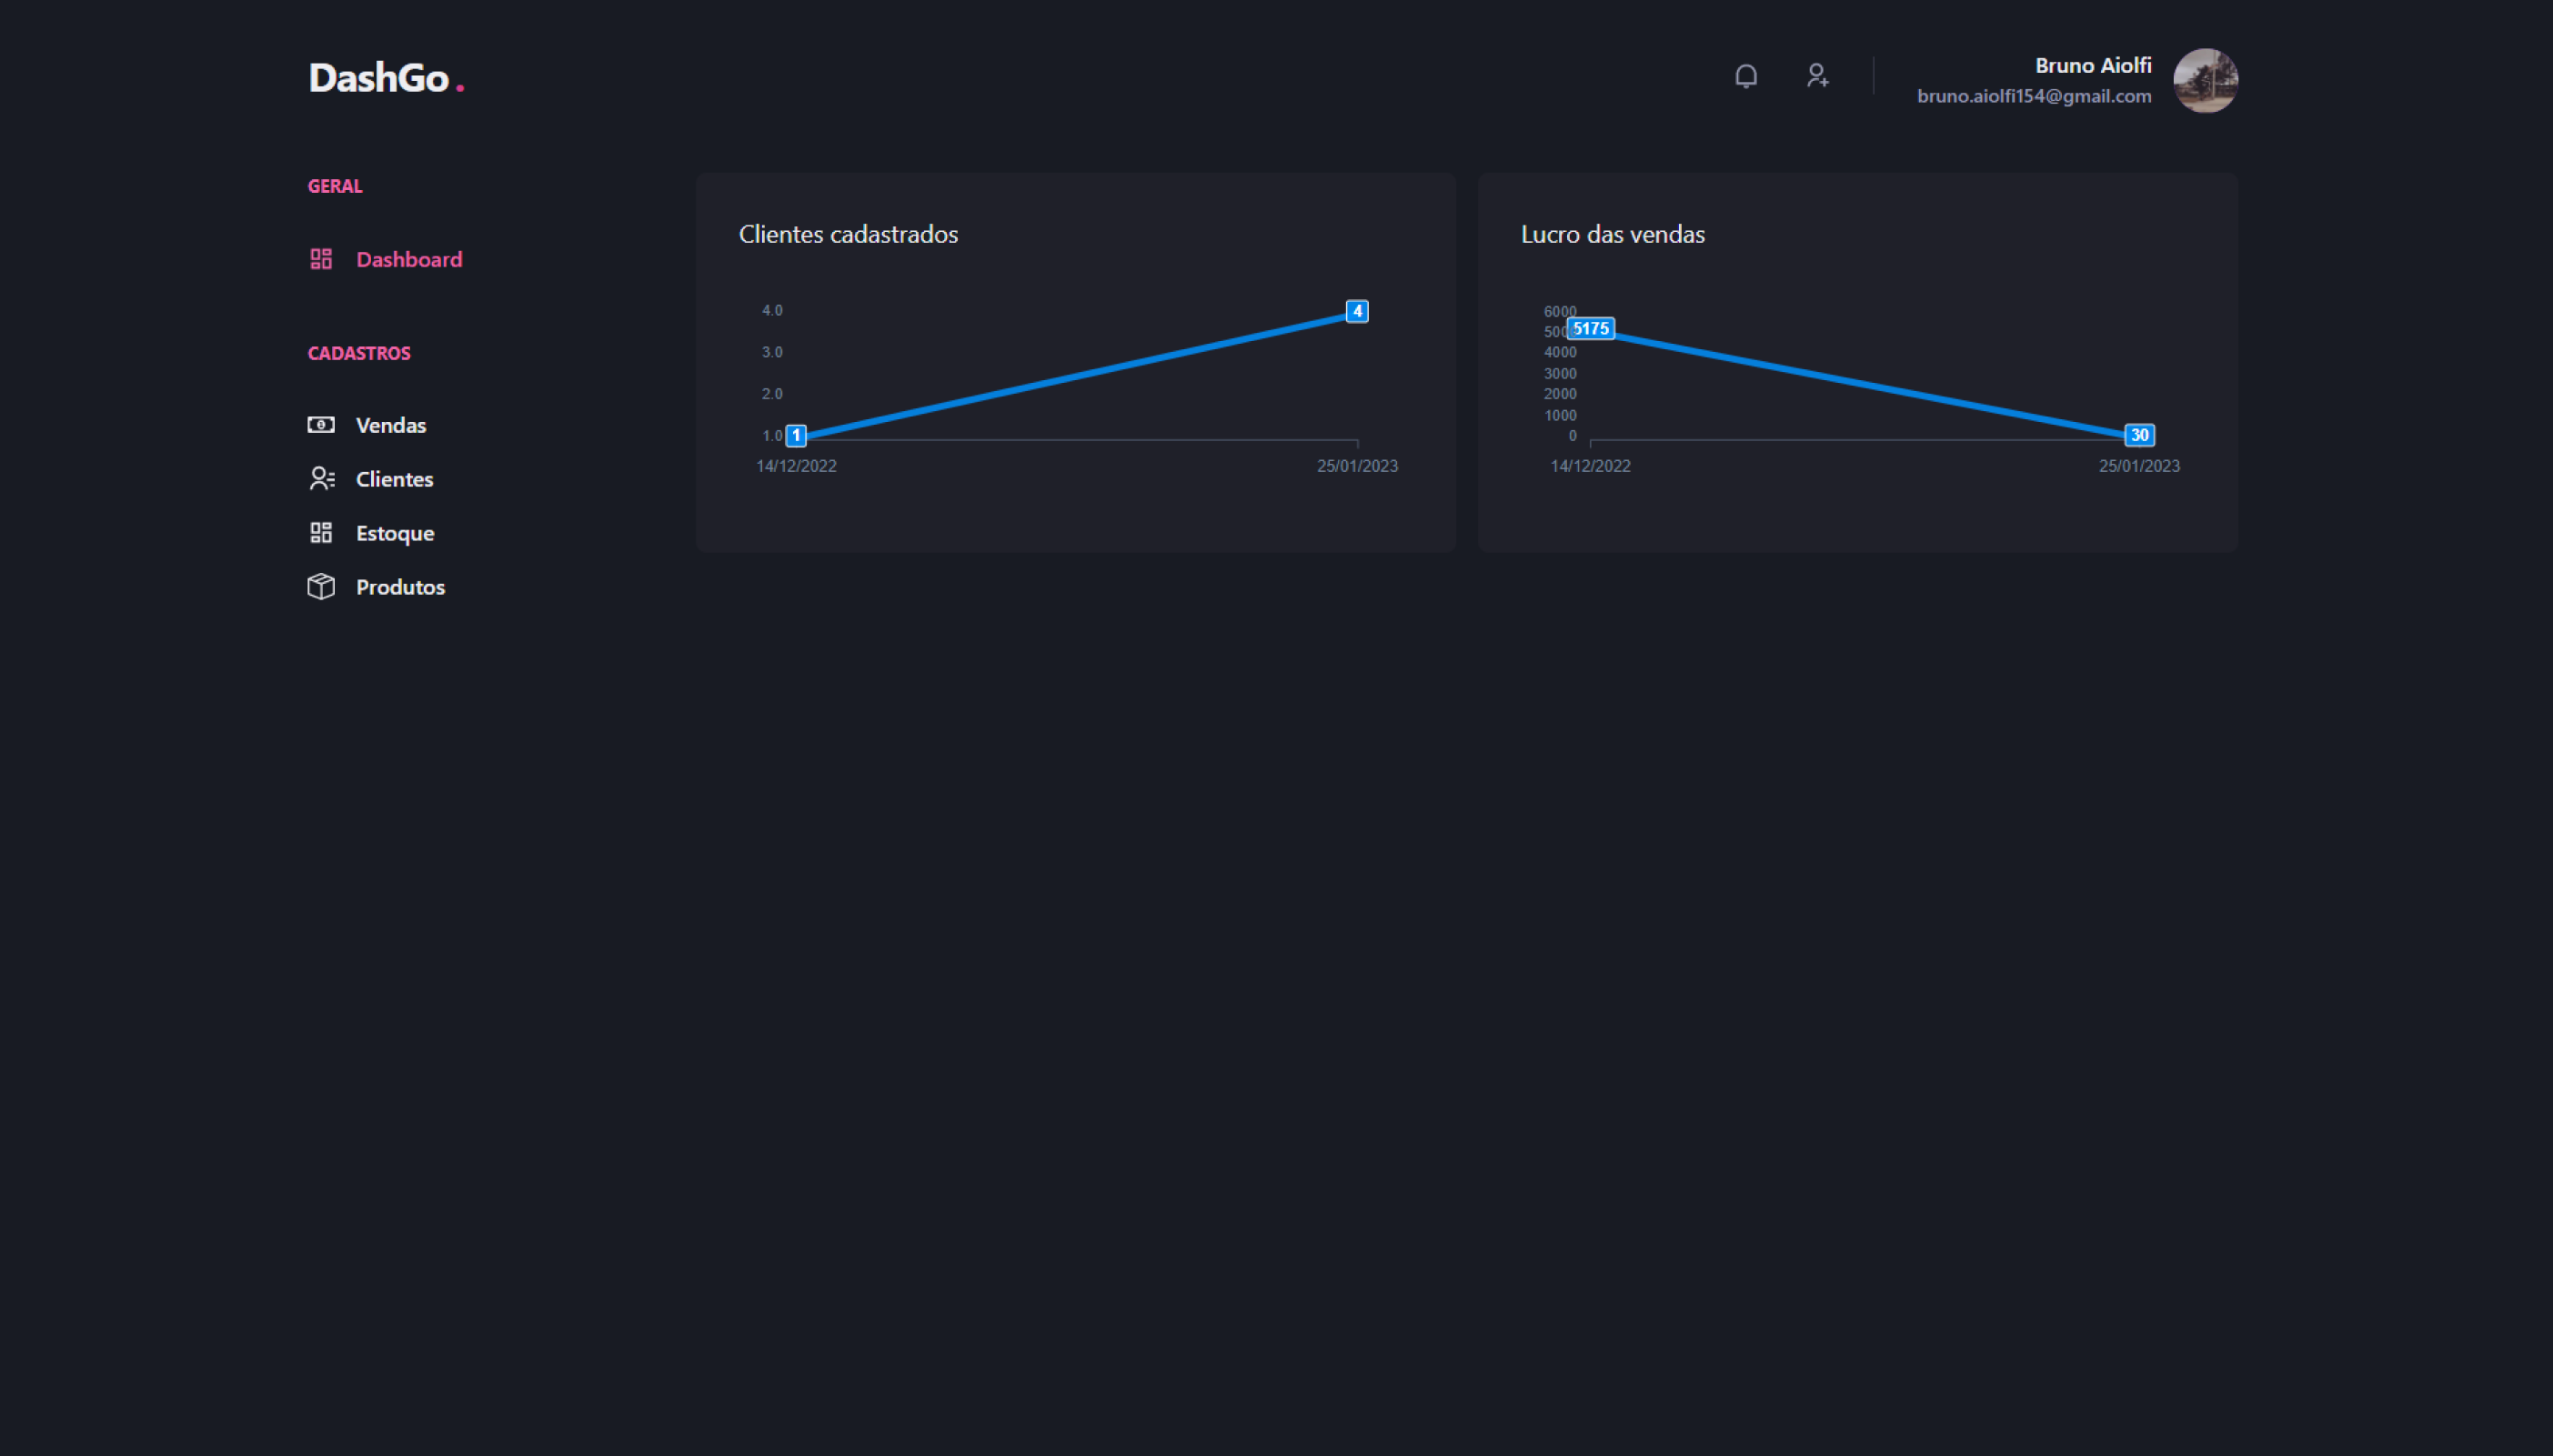 DashGo.
Bruno Aiolfi
bruno.aiolfi154@gmail.com
GERAL
Dashboard
CADASTROS
Vendas
Clientes
Estoque
Produtos
Clientes cadastrados
4.0
4
3.0
2.0
1.0
1
14/12/2022
25/01/2023
Lucro das vendas
6000
5175
4000
3000
2000
1000
0
30
14/12/2022
25/01/2023